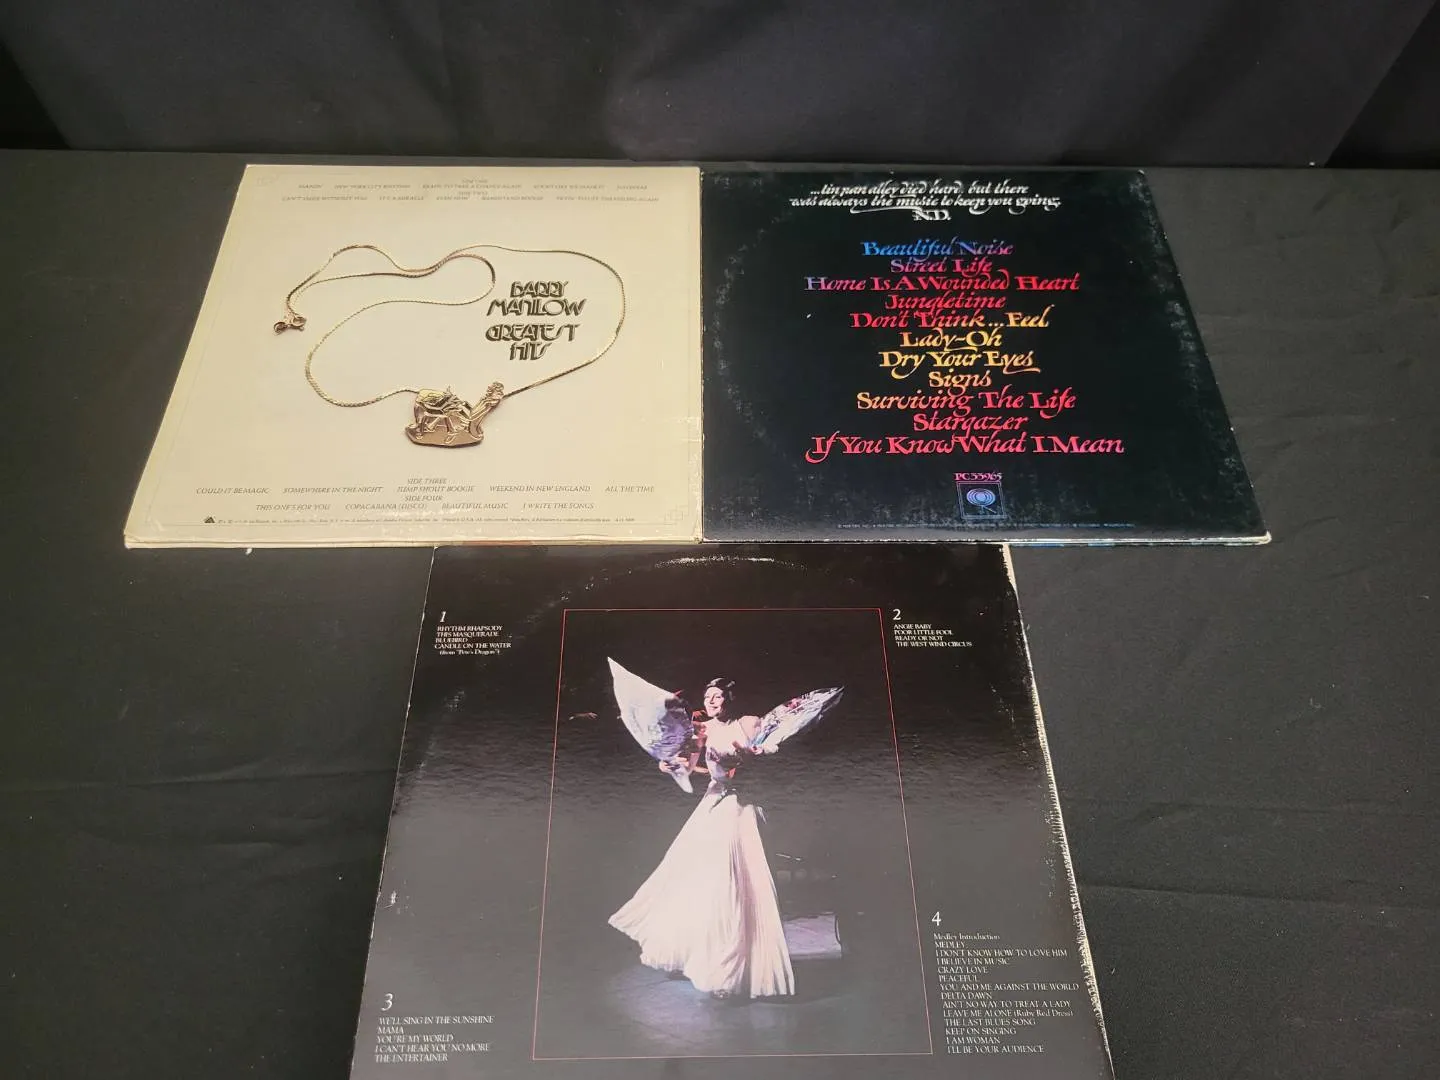 SIDE ONE
MANDY NEW YORK CITY RHYTHM READY TO TAKE A CHANCE AGAIN LOOKS LIKE WE MADE IT DAYBREAK
SIDE TWO
CAN'T SMILE WITHOUT YOU IT'S A MIRACLE EVEN NOW BANDSTAND BOOGIE TRYIN' TO GET THE FEELING AGAIN
BARRY
MANILOW
GREATEST
HITS
SIDE THREE
COULD IT BE MAGIC SOMEWHERE IN THE NIGHT JUMP SHOUT BOOGIE WEEKEND IN NEW ENGLAND ALL THE TIME
SIDE FOUR
THIS ONE'S FOR YOU COPACABANA (DISCO) BEAUTIFUL MUSIC I WRITE THE SONGS
...tin pan alley died hard, but there
was always the music to keep you going.
N.D.
Beautiful Noise
Street Life
Home Is A Wounded Heart
Jungletime
Don't Think...Feel
Lady-Oh
Dry Your Eyes
Signs
Surviving The Life
Stargazer
If You Know What I Mean
PC 33965
1
RHYTHM RHAPSODY
THIS MASQUERADE
BLUEBIRD
CANDLE ON THE WATER
(from "Pete's Dragon")
2
ANGIE BABY
POOR LITTLE FOOL
READY OR NOT
THE WEST WIND CIRCUS
3
WE'LL SING IN THE SUNSHINE
MAMA
YOU'RE MY WORLD
I CAN'T HEAR YOU NO MORE
THE ENTERTAINER
4
Medley Introduction
MEDLEY:
I DON'T KNOW HOW TO LOVE HIM
I BELIEVE IN MUSIC
CRAZY LOVE
PEACEFUL
YOU AND ME AGAINST THE WORLD
DELTA DAWN
AIN'T NO WAY TO TREAT A LADY
LEAVE ME ALONE (Ruby Red Dress)
THE LAST BLUES SONG
KEEP ON SINGING
I AM WOMAN
I'LL BE YOUR AUDIENCE